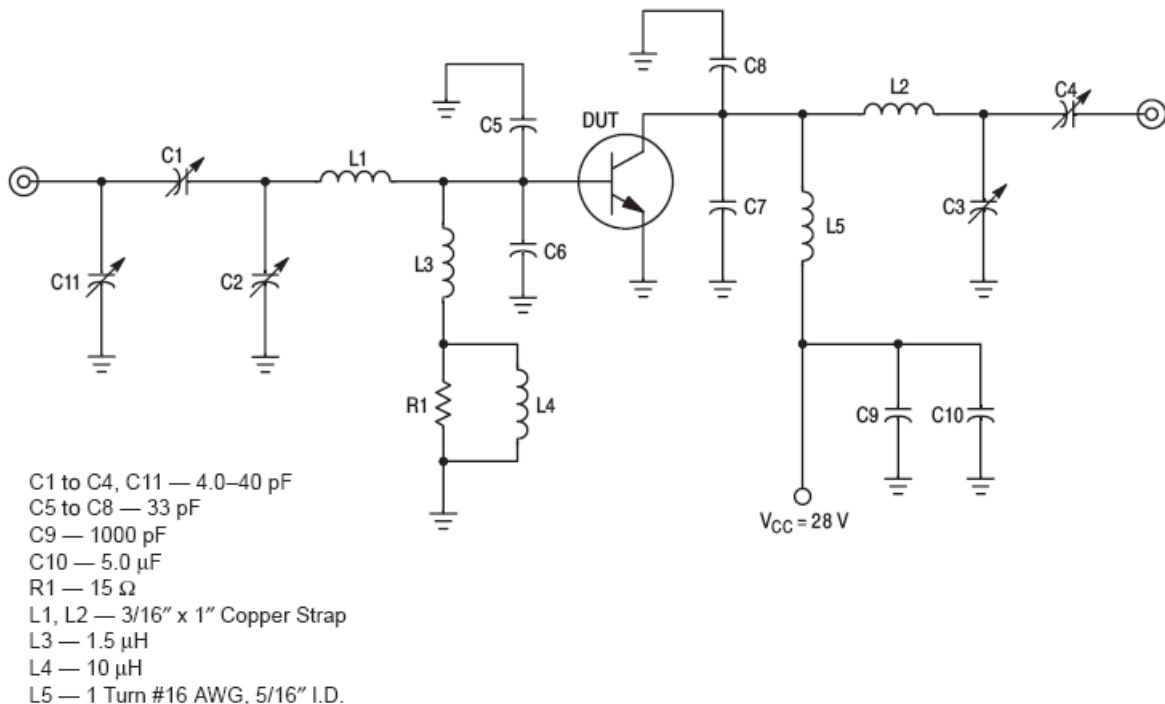 C8
L2
C4
C5
DUT
C1
L1
C7
C3
L5
C6
L3
C11
C2
R1
L4
C9
C10
VCC = 28 V
C1 to C4, C11 — 4.0–40 pF
C5 to C8 — 33 pF
C9 — 1000 pF
C10 — 5.0 μF
R1 — 15 Ω
L1, L2 — 3/16″ x 1″ Copper Strap
L3 — 1.5 μH
L4 — 10 μH
L5 — 1 Turn #16 AWG, 5/16″ I.D.